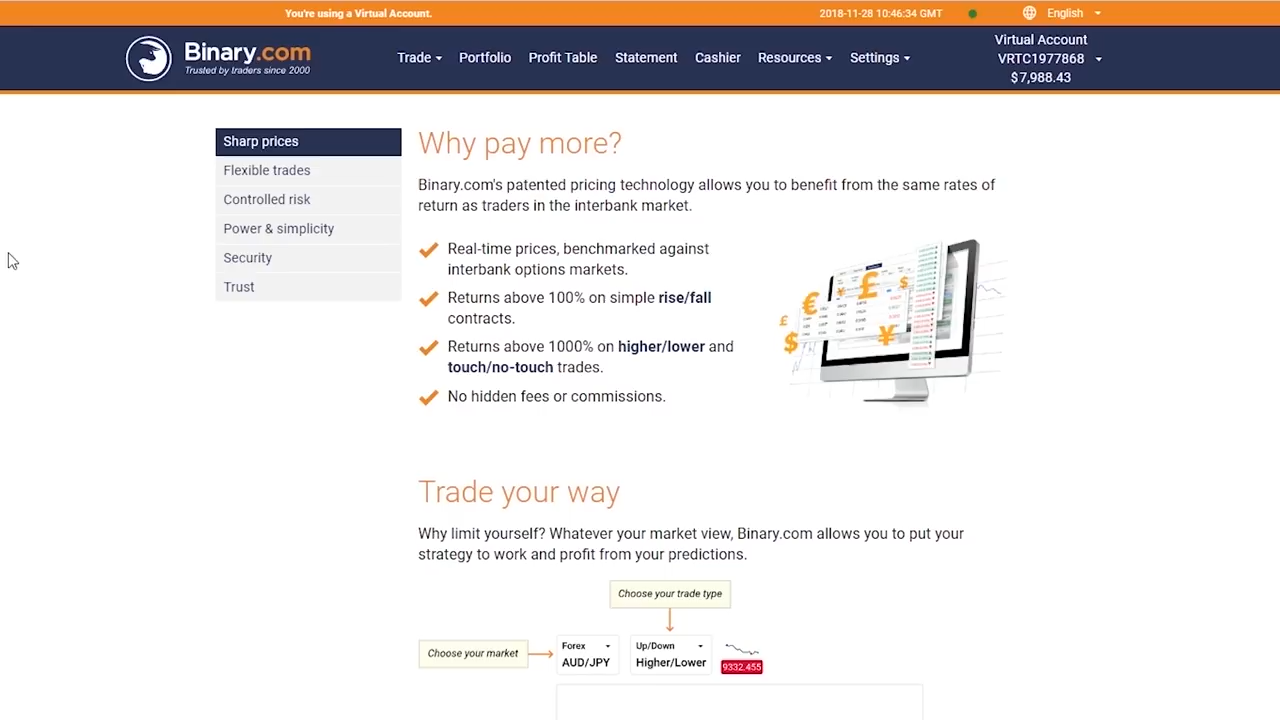 You're using a Virtual Account.
2018-11-28 10:46:34 GMT
English
Binary.com
Trusted by traders since 2000
Trade
Portfolio
Profit Table
Statement
Cashier
Resources
Settings
Virtual Account
VRTC1977868
$7,988.43
Sharp prices
Flexible trades
Controlled risk
Power & simplicity
Security
Trust
Why pay more?
Binary.com's patented pricing technology allows you to benefit from the same rates of
return as traders in the interbank market.
Real-time prices, benchmarked against
interbank options markets.
Returns above 100% on simple rise/fall
contracts.
Returns above 1000% on higher/lower and
touch/no-touch trades.
No hidden fees or commissions.
€
£
$
¥
£
$
¥
Trade your way
Why limit yourself? Whatever your market view, Binary.com allows you to put your
strategy to work and profit from your predictions.
Choose your trade type
Choose your market
Forex
AUD/JPY
Up/Down
Higher/Lower
9332.455